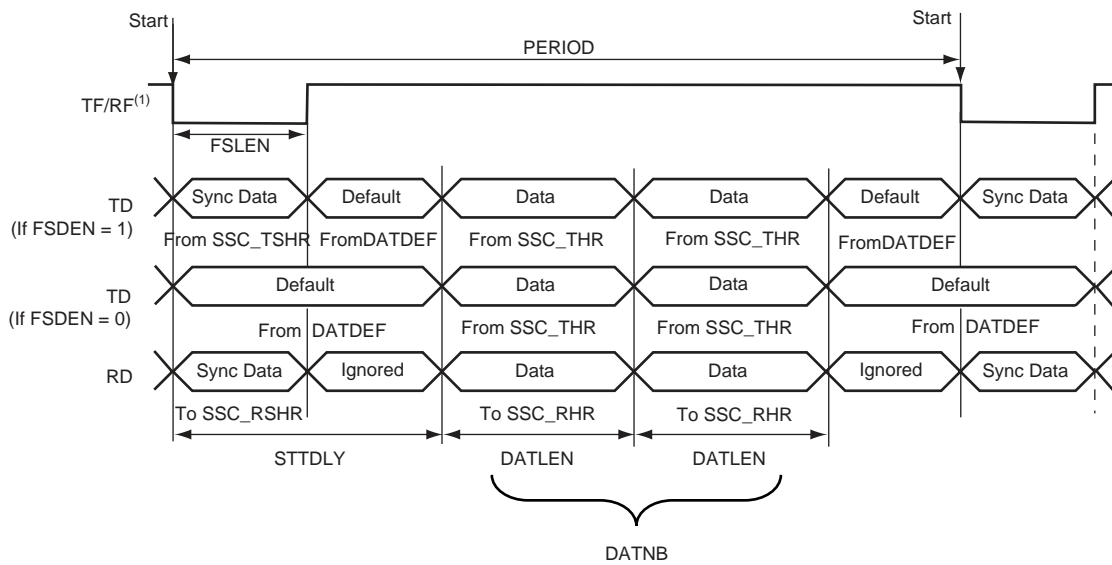 Start Start
PERIOD
TF/RF(1)
FSLEN
TD
(If FSDEN = 1)
Sync Data Default Data Data Default Sync Data
From SSC_TSHR FromDATDEF From SSC_THR From SSC_THR FromDATDEF
TD
(If FSDEN = 0)
Default Data Data Default
From DATDEF From SSC_THR From SSC_THR From DATDEF
RD
Sync Data Ignored Data Data Ignored Sync Data
To SSC_RSHR To SSC_RHR To SSC_RHR
STTDLY DATLEN DATLEN
DATNB